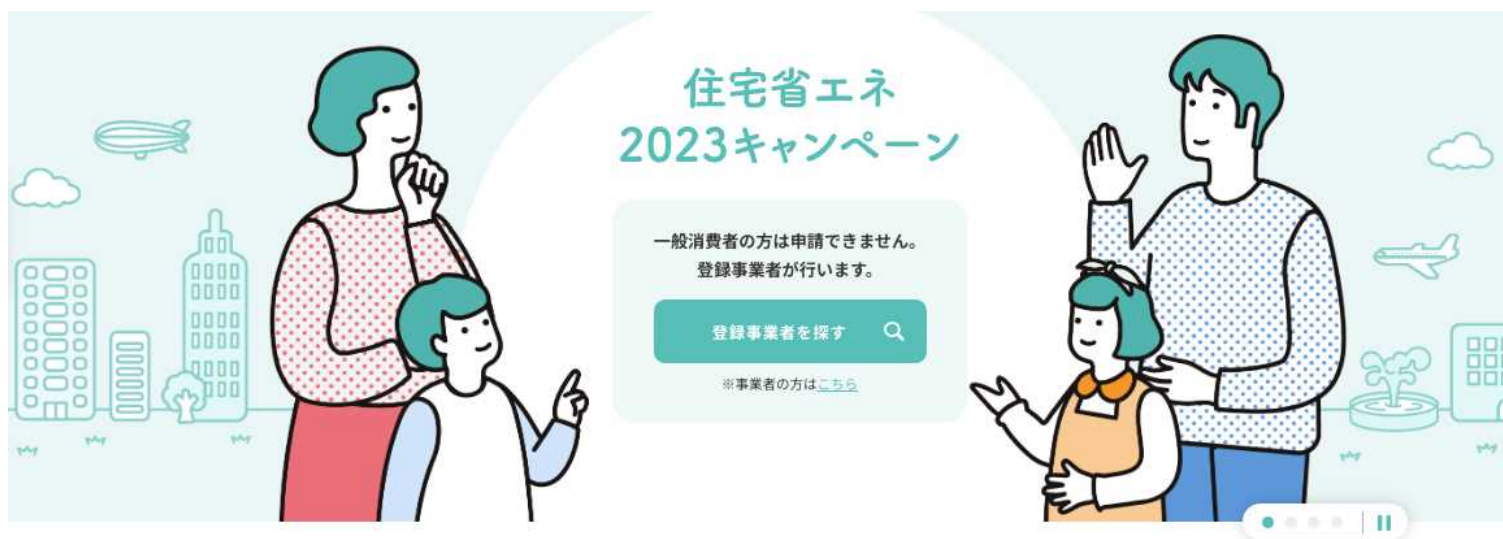 住宅省エネ
2023キャンペーン
一般消費者の方は申請できません。
登録事業者が行います。
登録事業者を探す
※事業者の方はこちら